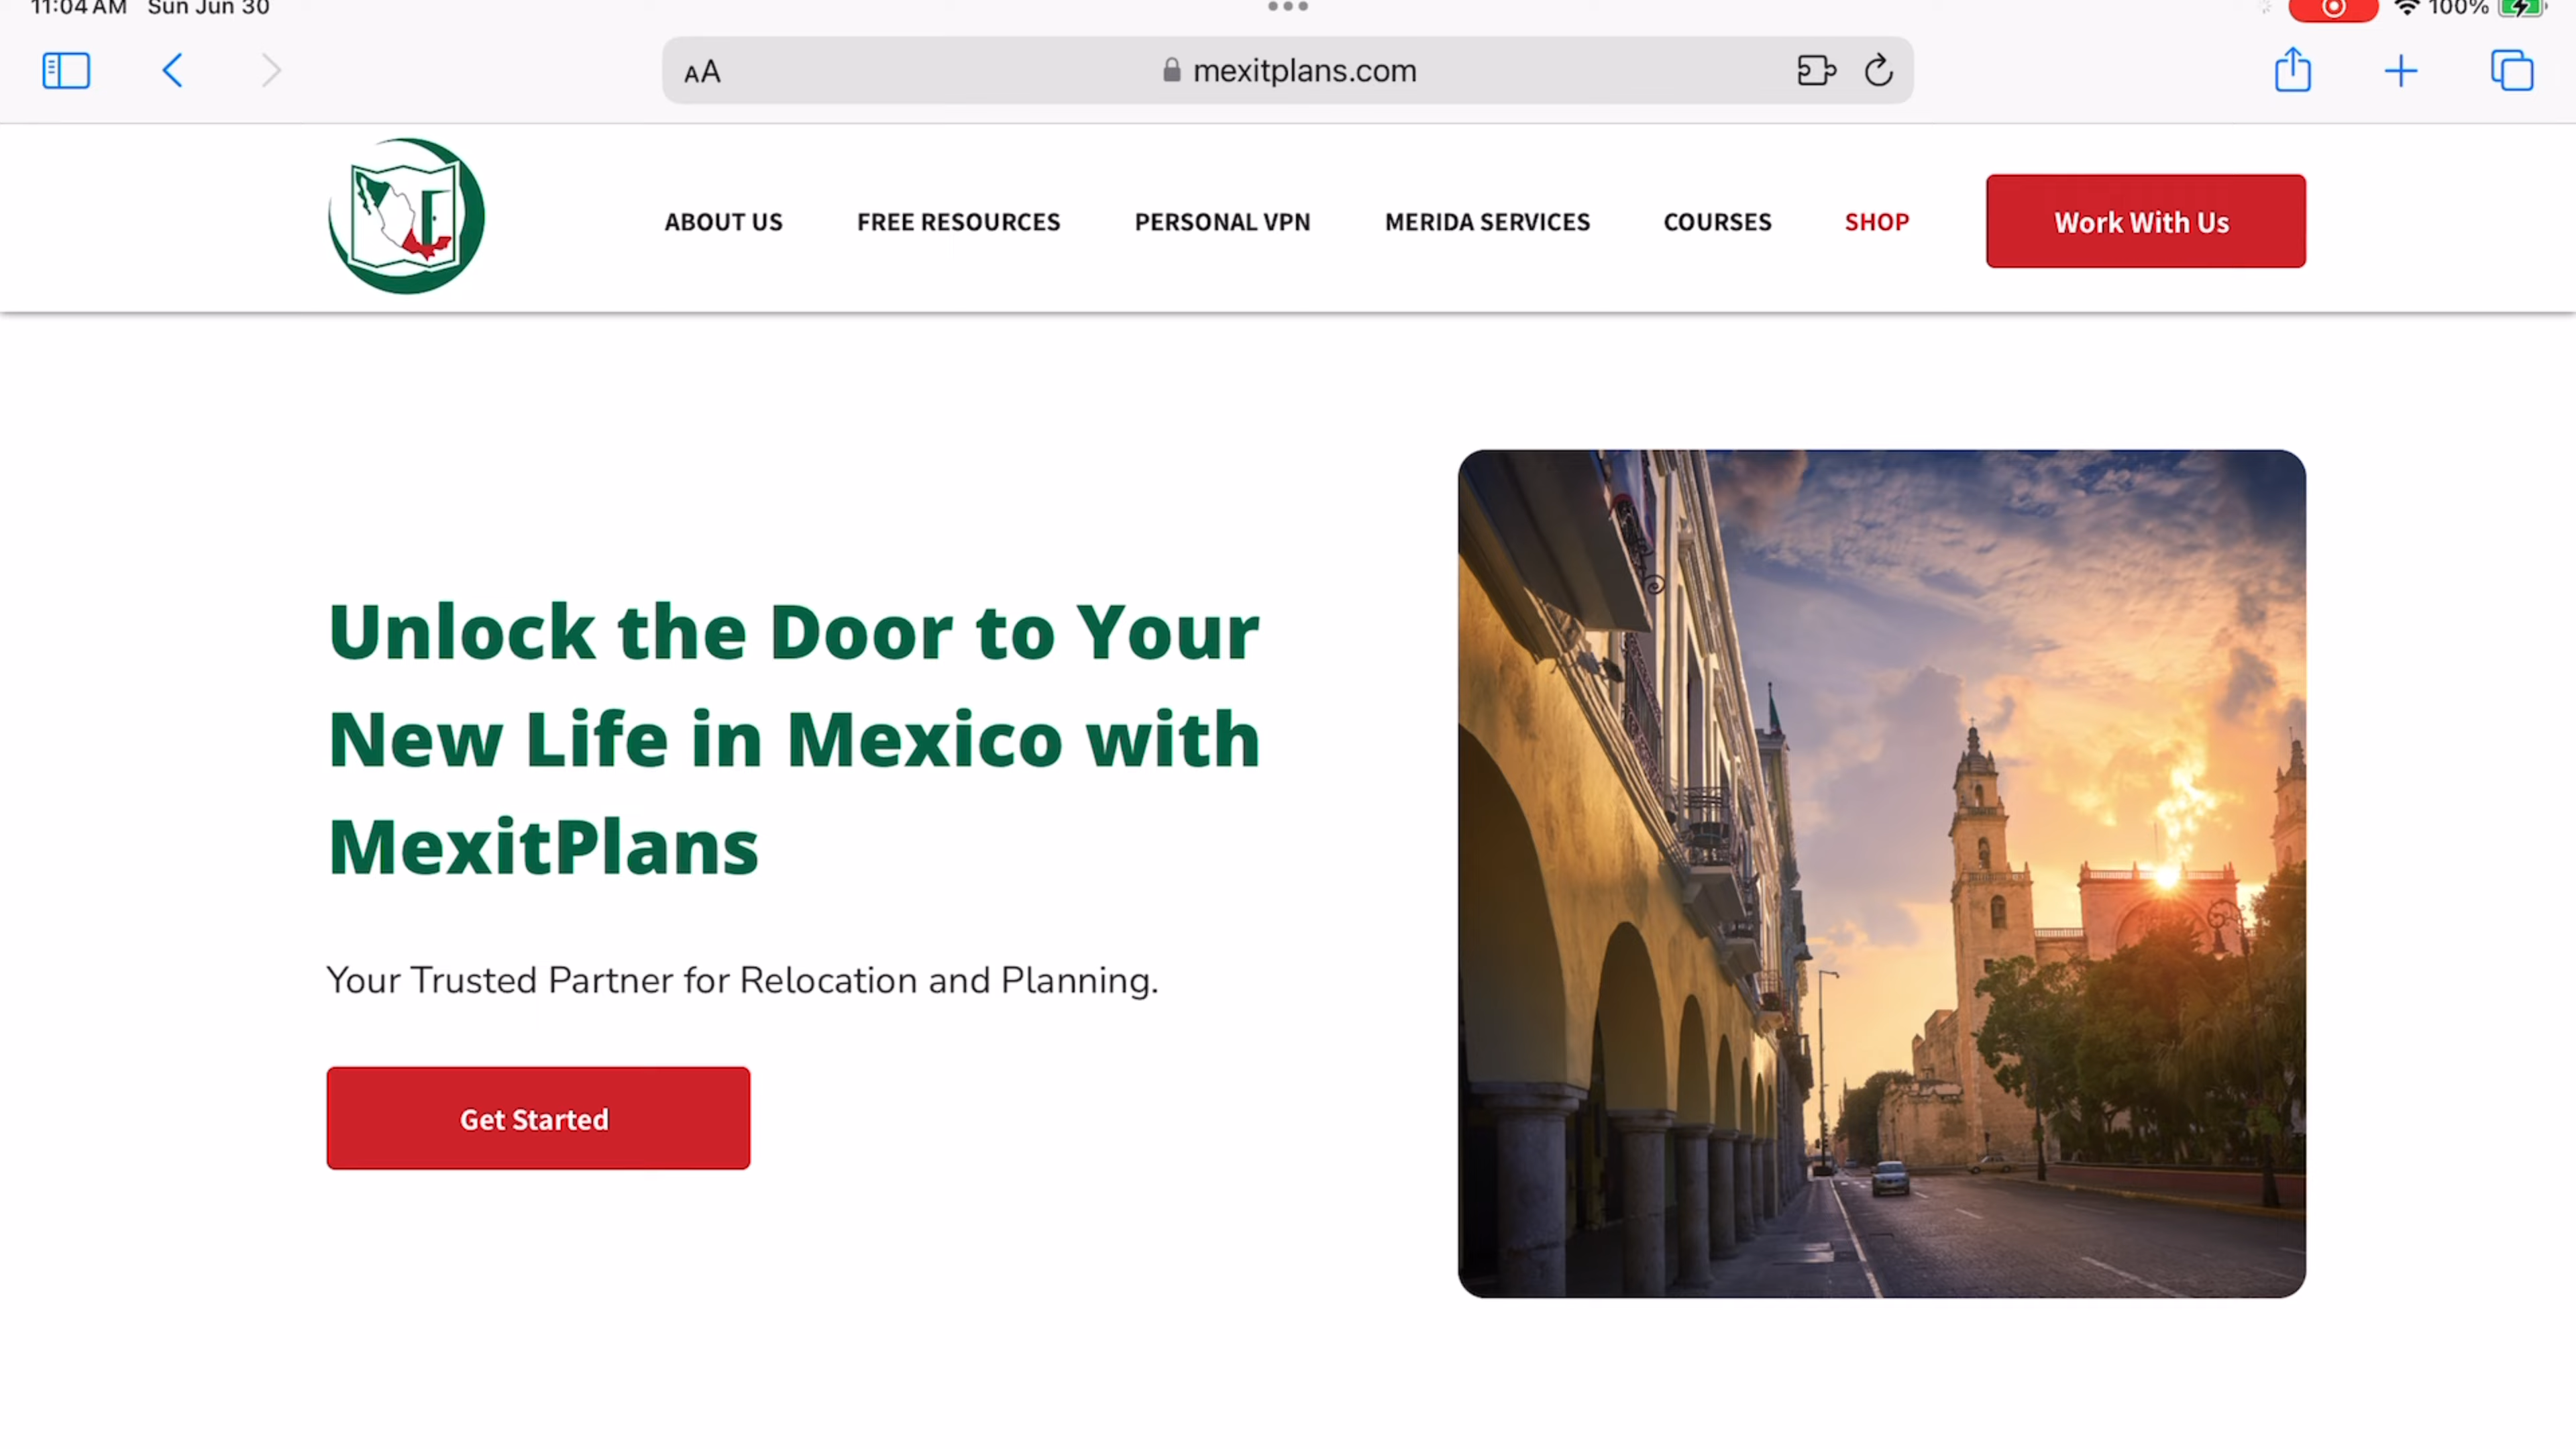 11:04 AM Sun Jun 30
100%
AA
mexitplans.com
ABOUT US
FREE RESOURCES
PERSONAL VPN
MERIDA SERVICES
COURSES
SHOP
Work With Us
Unlock the Door to Your
New Life in Mexico with
MexitPlans
Your Trusted Partner for Relocation and Planning.
Get Started